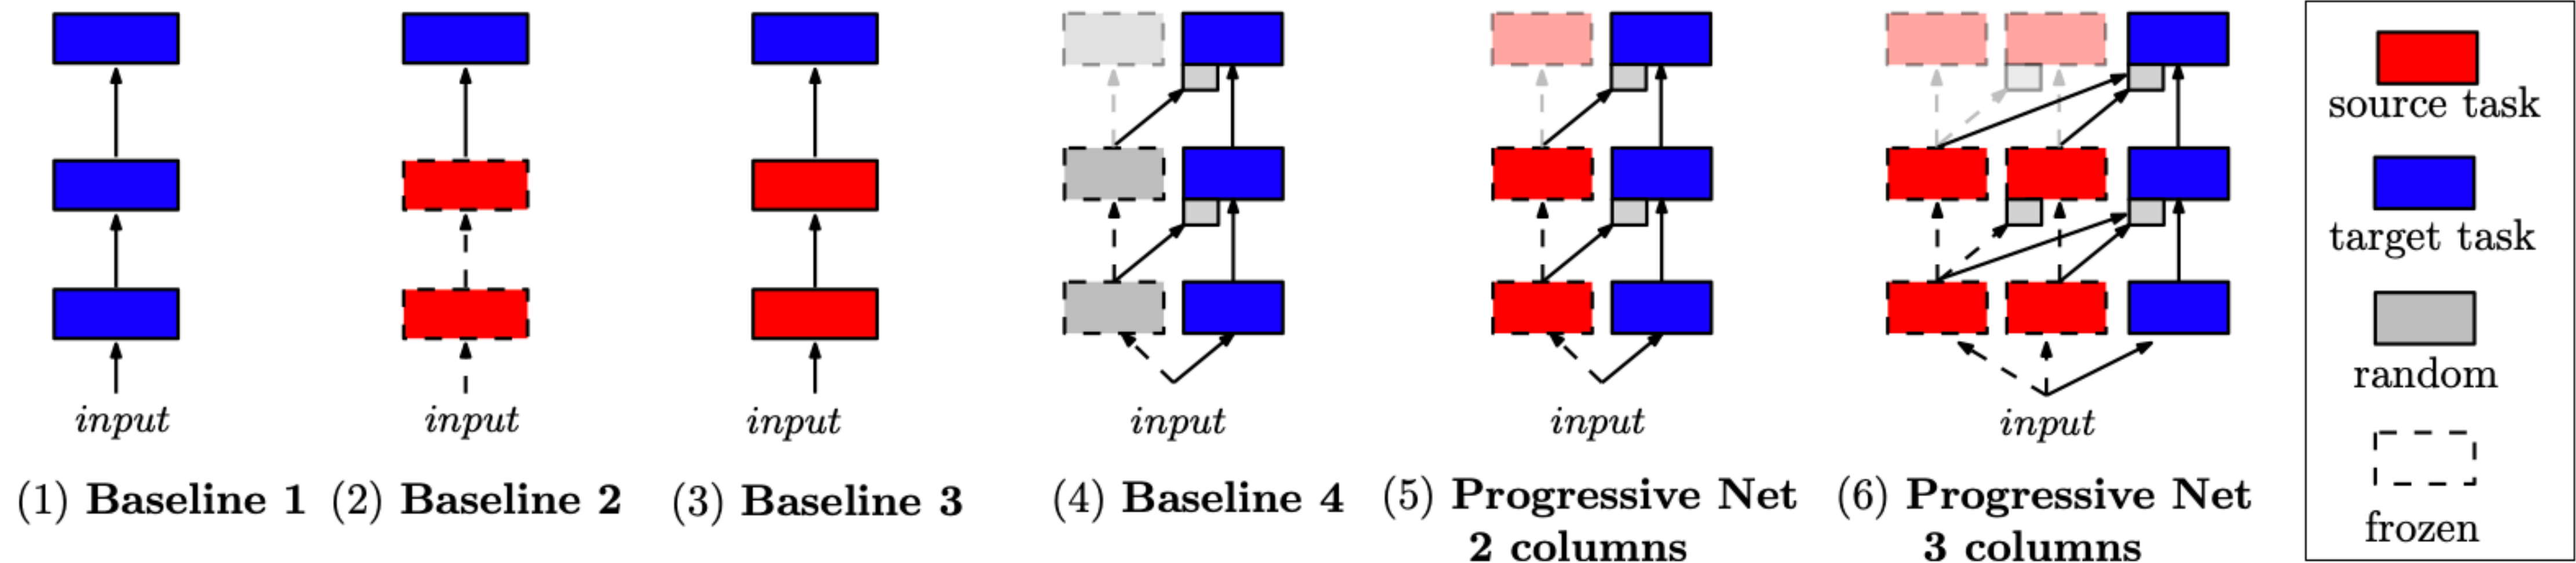 input
input
input
input
input
input
(1) Baseline 1
(2) Baseline 2
(3) Baseline 3
(4) Baseline 4
(5) Progressive Net
2 columns
(6) Progressive Net
3 columns
source task
target task
random
frozen